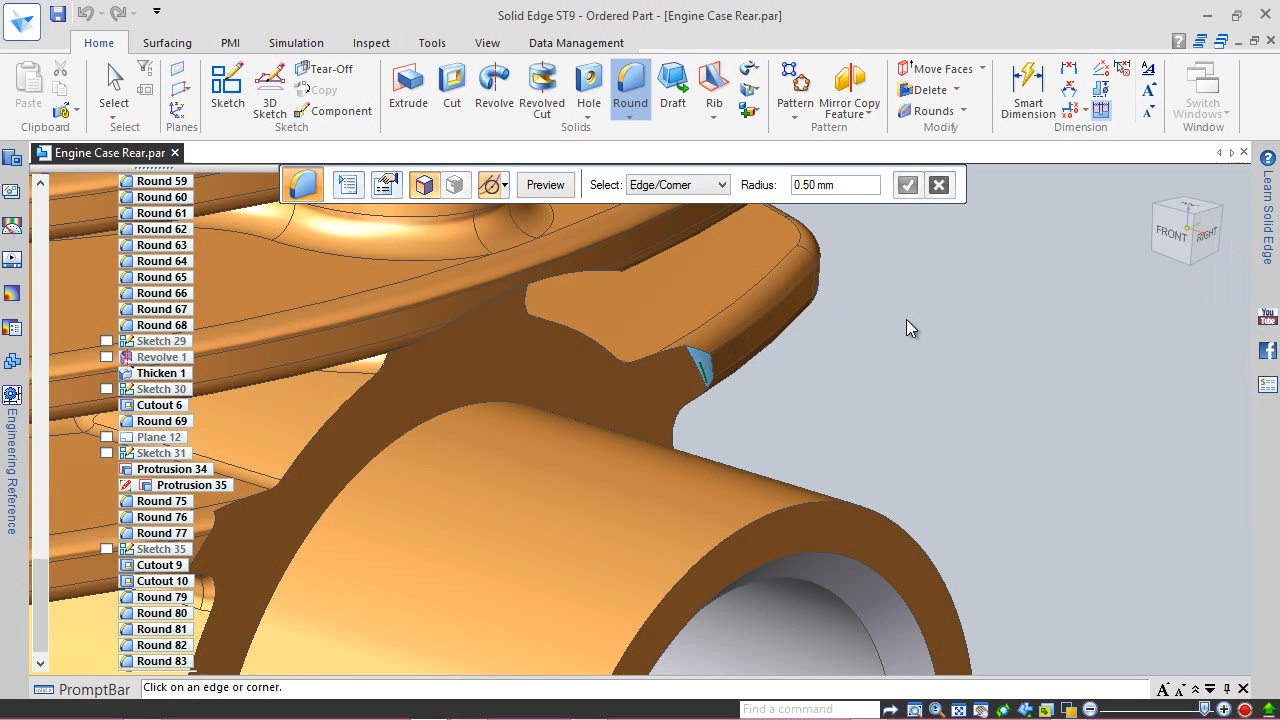 Solid Edge ST9 - Ordered Part - [Engine Case Rear.par]
Home Surfacing PMI Simulation Inspect Tools View Data Management
Paste
Clipboard
Select
Select
Planes
Sketch
3D Sketch
Tear-Off
Copy
Component
Sketch
Extrude
Cut
Revolve
Revolved Cut
Hole
Round
Draft
Rib
Solids
Pattern
Mirror Copy Feature
Pattern
Move Faces
Delete
Rounds
Modify
Smart Dimension
Dimension
Switch Windows
Window
Engine Case Rear.par
Preview
Select: Edge/Corner
Radius: 0.50 mm
Round 59
Round 60
Round 61
Round 62
Round 63
Round 64
Round 65
Round 66
Round 67
Round 68
Sketch 29
Revolve 1
Thicken 1
Sketch 30
Cutout 6
Round 69
Plane 12
Sketch 31
Protrusion 34
Protrusion 35
Round 75
Round 76
Round 77
Sketch 35
Cutout 9
Cutout 10
Round 79
Round 80
Round 81
Round 82
Round 83
Engineering Reference
FRONT
RIGHT
Learn Solid Edge
You Tube
PromptBar
Click on an edge or corner.
Find a command